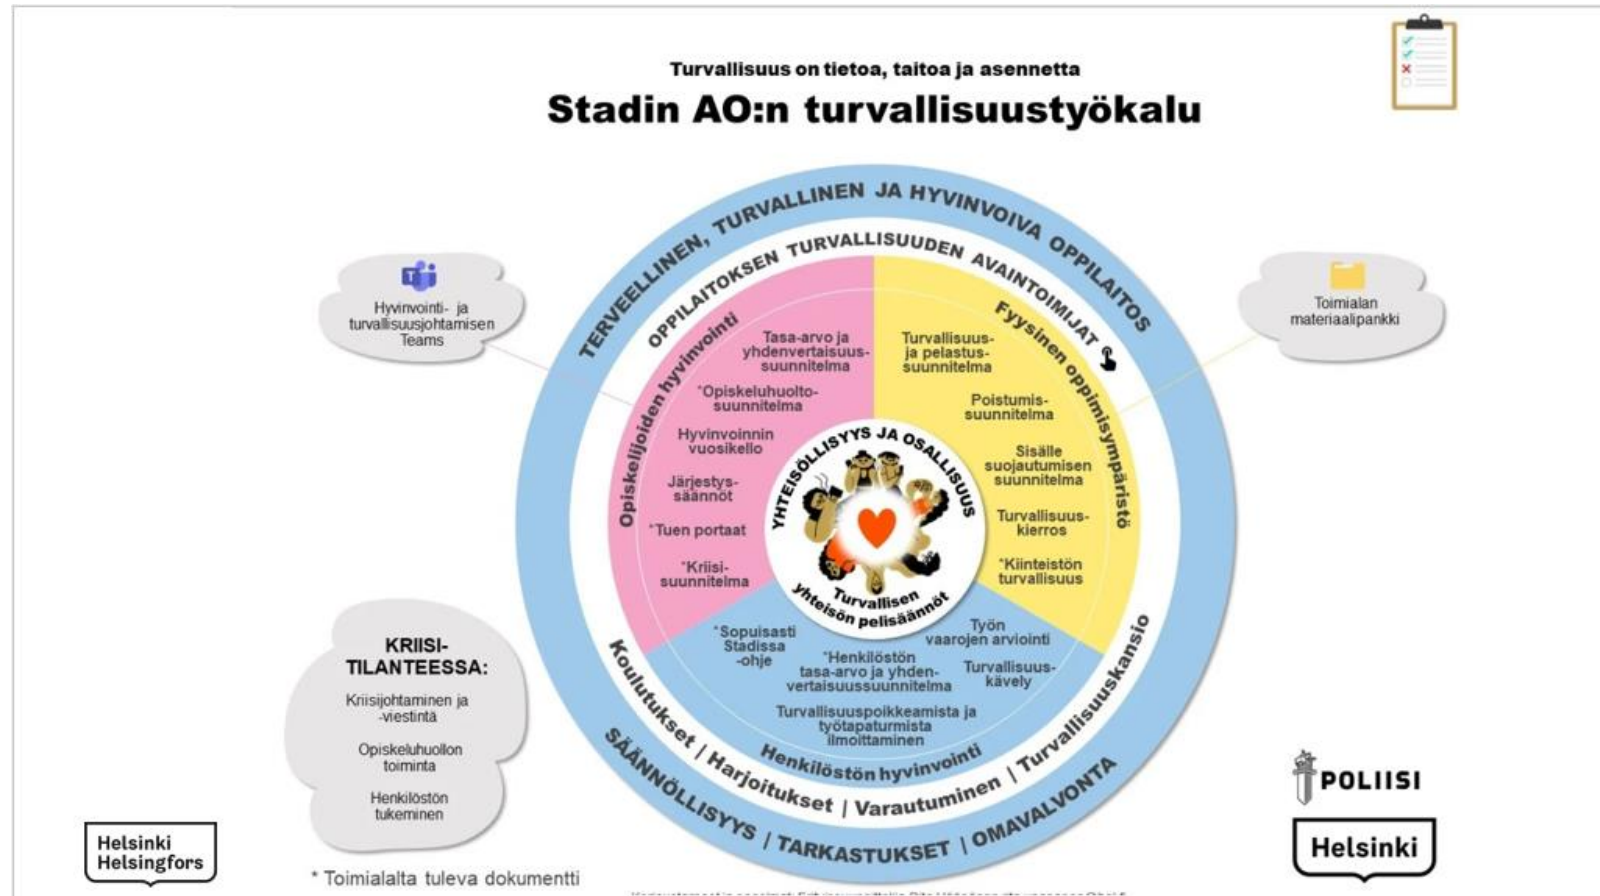 Turvallisuus on tietoa, taitoa ja asennetta
Stadin AO:n turvallisuustyökalu
TERVEELLINEN, TURVALLINEN JA HYVINVOIVA OPPILAITOS
OPPILAITOKSEN TURVALLISUUDEN AVAINTOIMIJAT
Hyvinvointi- ja
turvallisuusjohtamisen
Teams
Toimialan
materiaalipankki
Opiskelijoiden hyvinvointi
Tasa-arvo ja
yhdenvertaisuus-
suunnitelma
*Opiskeluhuolto-
suunnitelma
Hyvinvoinnin
vuosikello
Järjestys-
säännöt
*Tuen portaat
*Kriisi-
suunnitelma
Fyysinen oppimisympäristö
Turvallisuus-
ja pelastus-
suunnitelma
Poistumis-
suunnitelma
Sisälle
suojautumisen
suunnitelma
Turvallisuus-
kierros
*Kiinteistön
turvallisuus
YHTEISÖLLISYYS JA OSALLISUUS
Turvallisen
yhteisön pelisäännöt
*Sopuisasti
Stadissa
-ohje
*Henkilöstön
tasa-arvo ja yhden-
vertaisuussuunnitelma
Työn
vaarojen arviointi
Turvallisuus-
kävely
Turvallisuuspoikkeamista ja
työtapaturmista
ilmoittaminen
Henkilöstön hyvinvointi
Koulutukset | Harjoitukset | Varautuminen | Turvallisuuskansio
SÄÄNNÖLLISYYS | TARKASTUKSET | OMAVALVONTA
KRIISI-
TILANTEESSA:
Kriisijohtaminen ja
-viestintä
Opiskeluhuollon
toiminta
Henkilöstön
tukeminen
* Toimialalta tuleva dokumentti
Helsinki
Helsingfors
POLIISI
Helsinki